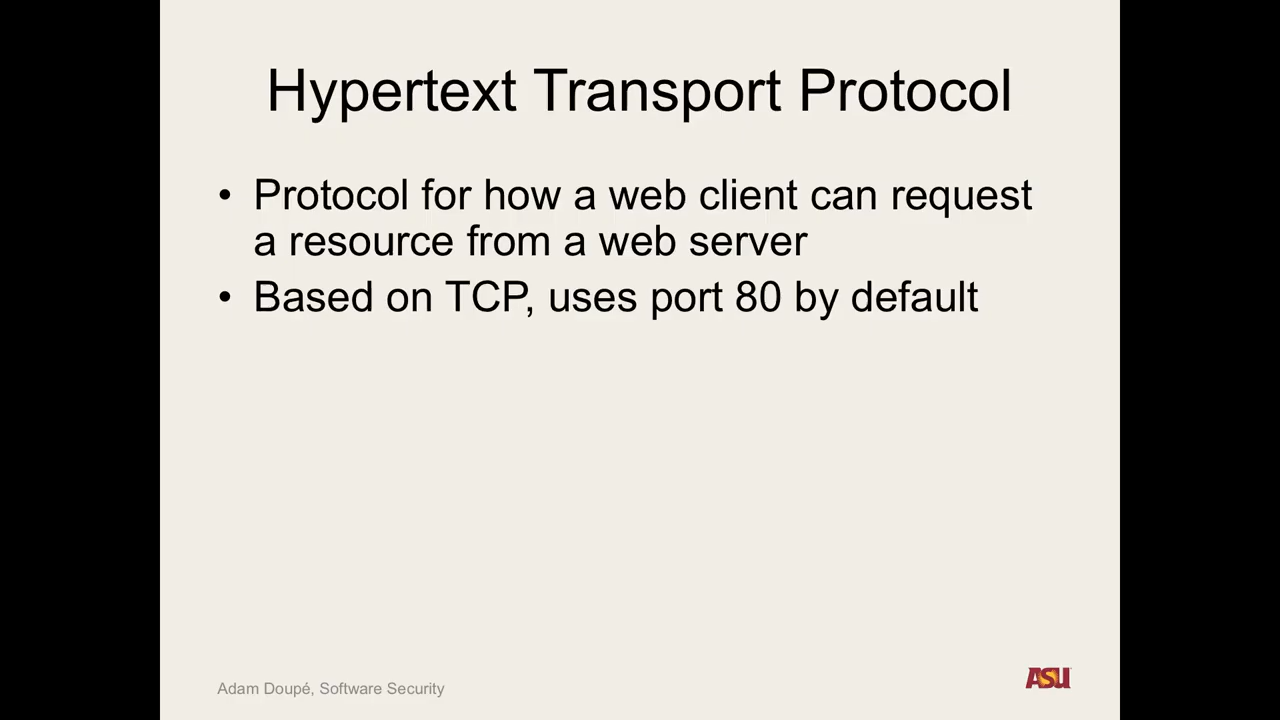 Hypertext Transport Protocol
• Protocol for how a web client can request
a resource from a web server
• Based on TCP, uses port 80 by default
Adam Doupé, Software Security
ASU